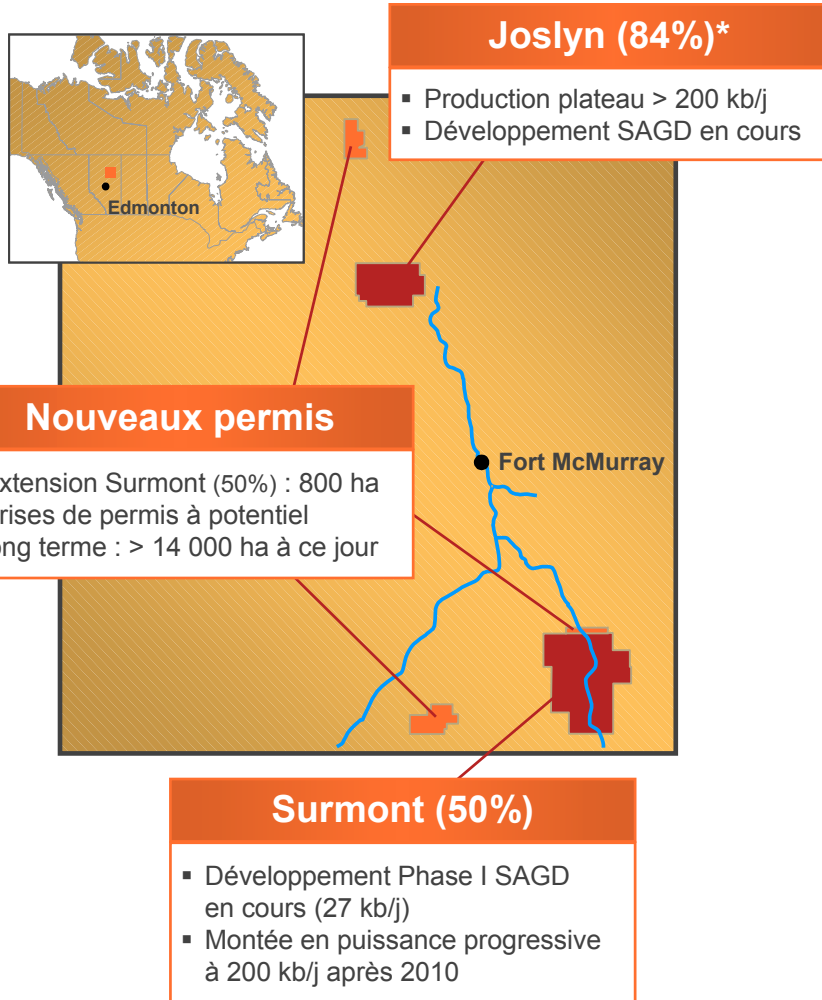 Joslyn (84%)*
▪ Production plateau > 200 kb/j
▪ Développement SAGD en cours
Edmonton
Nouveaux permis
xtension Surmont (50%) : 800 ha
rises de permis à potentiel
ong terme : > 14 000 ha à ce jour
Fort McMurray
Surmont (50%)
▪ Développement Phase I SAGD
en cours (27 kb/j)
▪ Montée en puissance progressive
à 200 kb/j après 2010